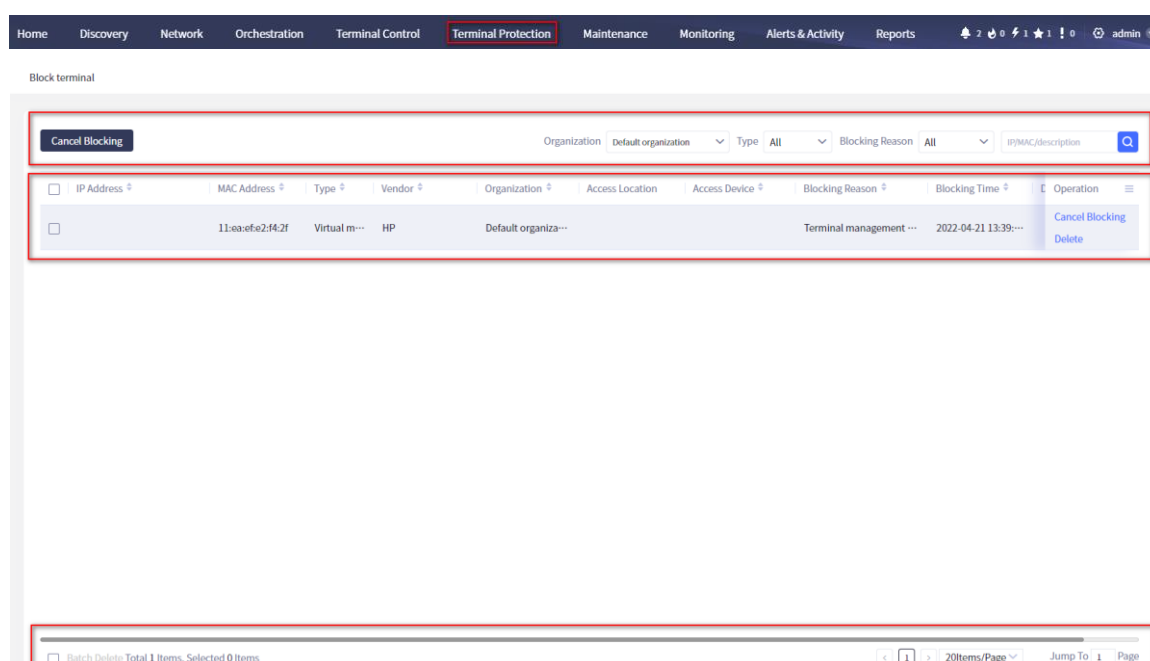 Home Discovery Network Orchestration Terminal Control Terminal Protection Maintenance Monitoring Alerts & Activity Reports 2 0 1 1 0 admin
Block terminal
Cancel Blocking Organization Default organization Type All Blocking Reason All IP/MAC/description
IP Address MAC Address Type Vendor Organization Access Location Access Device Blocking Reason Blocking Time Operation
11:ea:ef:e2:f4:2f Virtual m··· HP Default organiza··· Terminal management ··· 2022-04-21 13:39:··· Cancel Blocking
Delete
Batch Delete Total 1 Items, Selected 0 Items 1 20Items/Page Jump To 1 Page